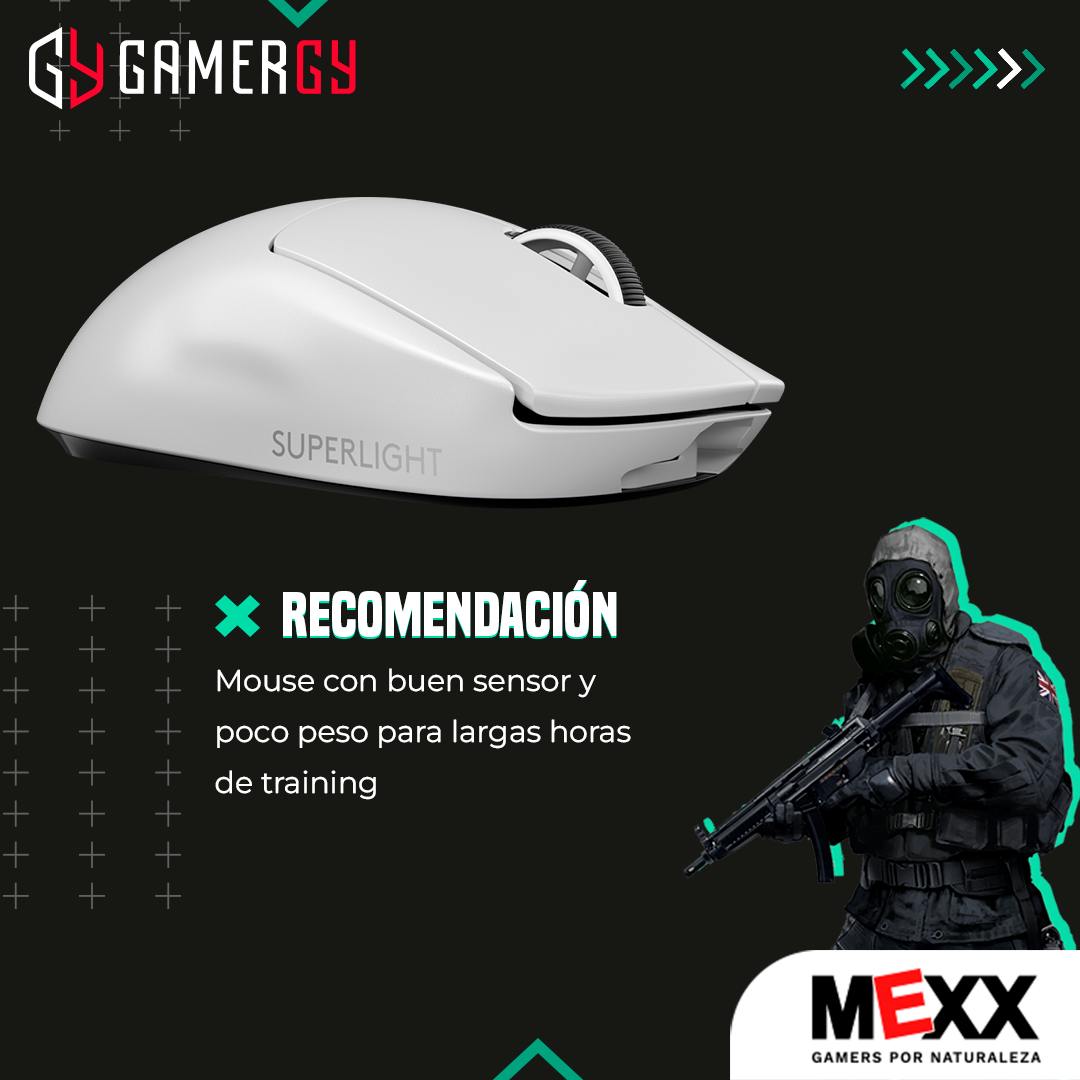 GAMERGY
SUPERLIGHT
RECOMENDACIÓN
Mouse con buen sensor y
poco peso para largas horas
de training
MEXX
GAMERS POR NATURALEZA